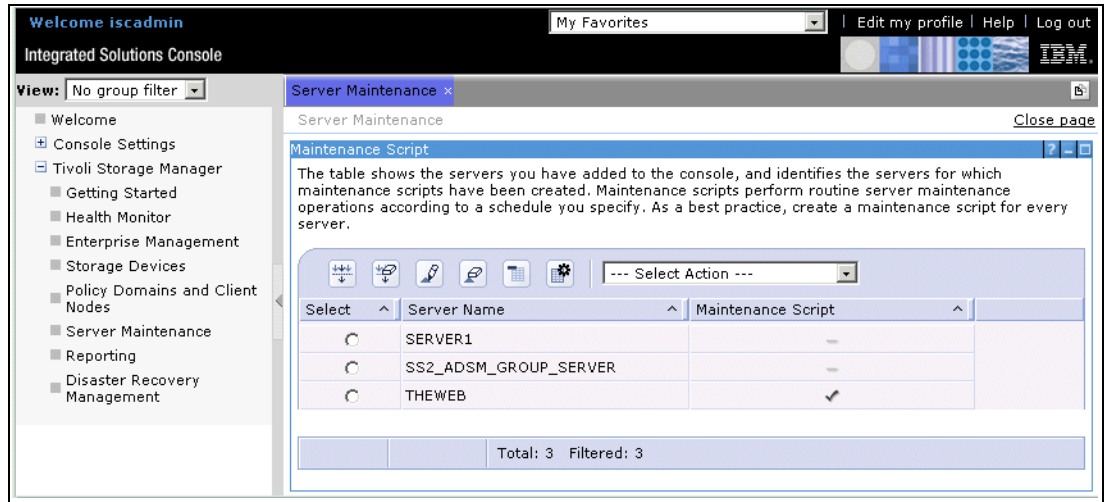 Welcome iscadmin
My Favorites
Edit my profile | Help | Log out
Integrated Solutions Console
IBM.
View: No group filter
Server Maintenance ×
Welcome
Console Settings
Tivoli Storage Manager
Getting Started
Health Monitor
Enterprise Management
Storage Devices
Policy Domains and Client
Nodes
Server Maintenance
Reporting
Disaster Recovery
Management
Server Maintenance
Close page
Maintenance Script
The table shows the servers you have added to the console, and identifies the servers for which
maintenance scripts have been created. Maintenance scripts perform routine server maintenance
operations according to a schedule you specify. As a best practice, create a maintenance script for every
server.
--- Select Action ---
Select Server Name Maintenance Script
SERVER1
SS2_ADSM_GROUP_SERVER
THEWEB
Total: 3 Filtered: 3